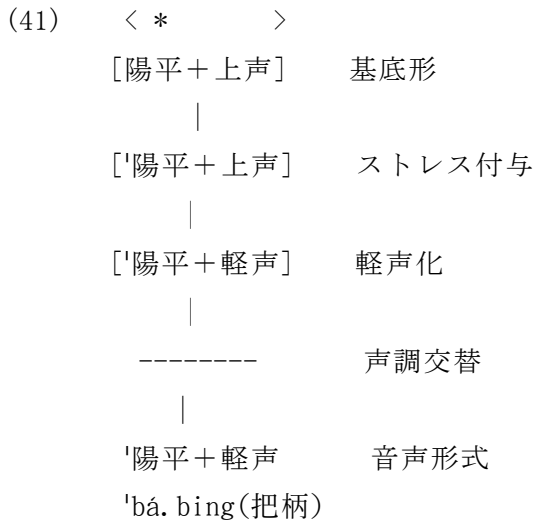 (41) < * >
[陽平＋上声] 基底形
|
['陽平＋上声] ストレス付与
|
['陽平＋軽声] 軽声化
|
-------- 声調交替
|
'陽平＋軽声 音声形式
'bá.bing(把柄)